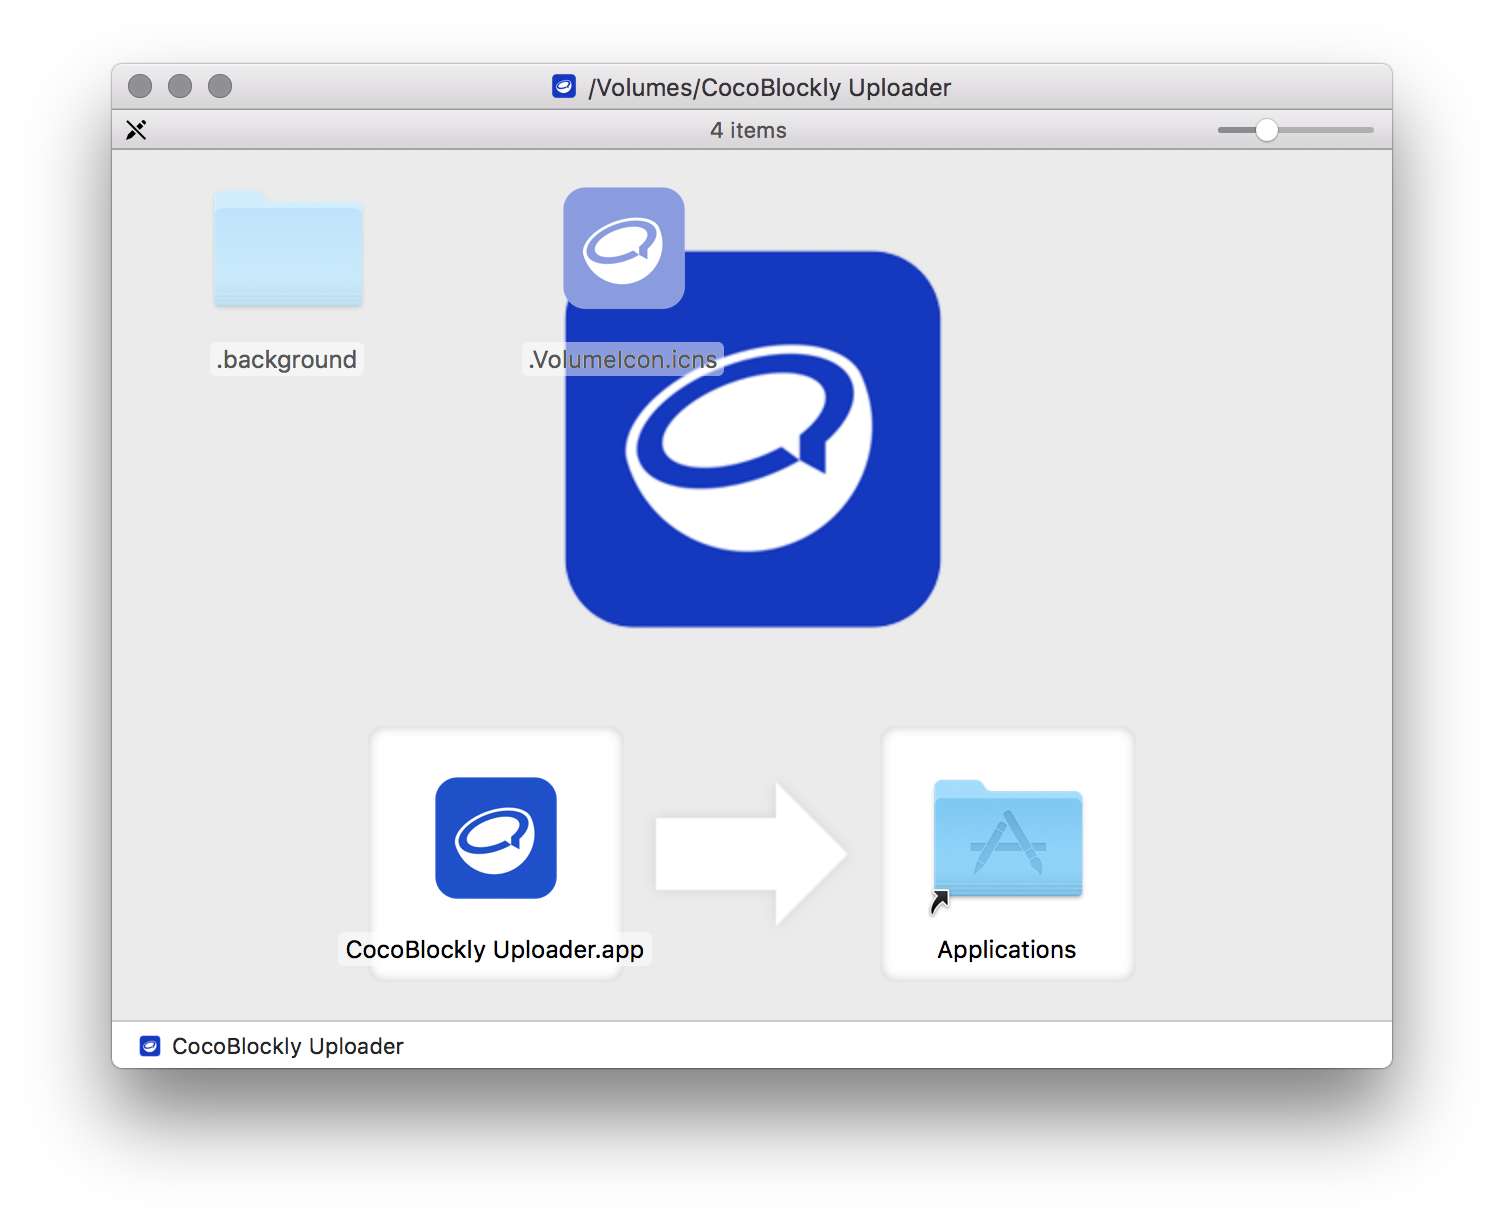 /Volumes/CocoBlockly Uploader
4 items
.background
.VolumeIcon.icns
CocoBlockly Uploader.app
Applications
CocoBlockly Uploader